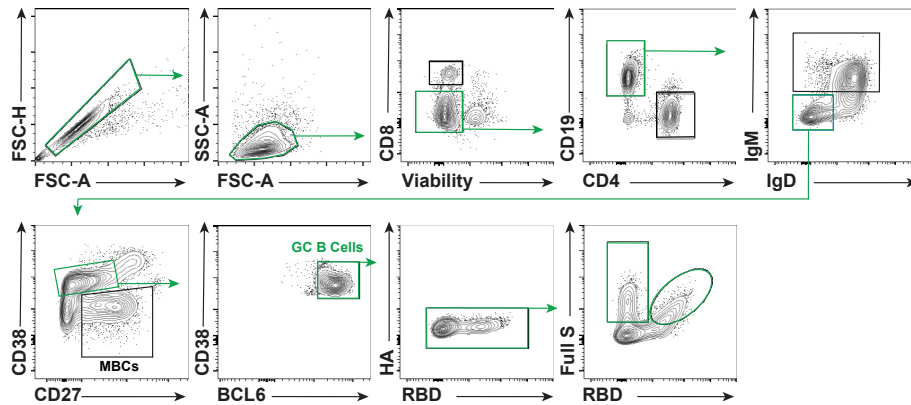 FSC-H
FSC-A
SSC-A
FSC-A
CD8
Viability
CD19
CD4
IgM
IgD
CD38
MBCs
CD27
CD38
GC B Cells
BCL6
HA
RBD
Full S
RBD